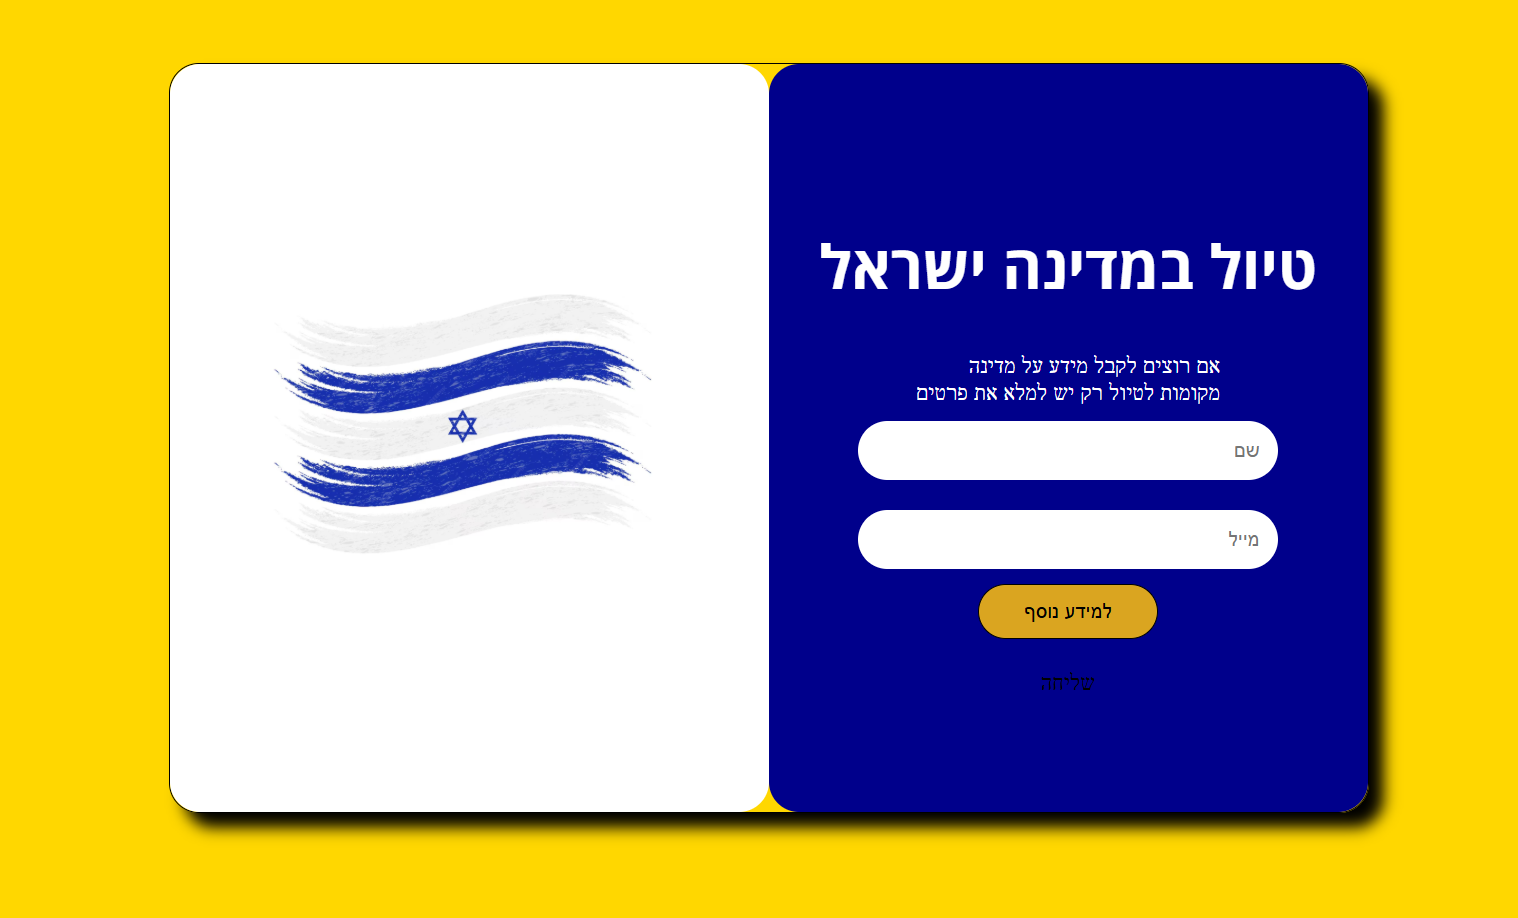 טיול במדינה ישראל
אם רוצים לקבל מידע על מדינה
מקומות לטיול רק יש למלא את פרטים
שם
מייל
למידע נוסף
שליחה